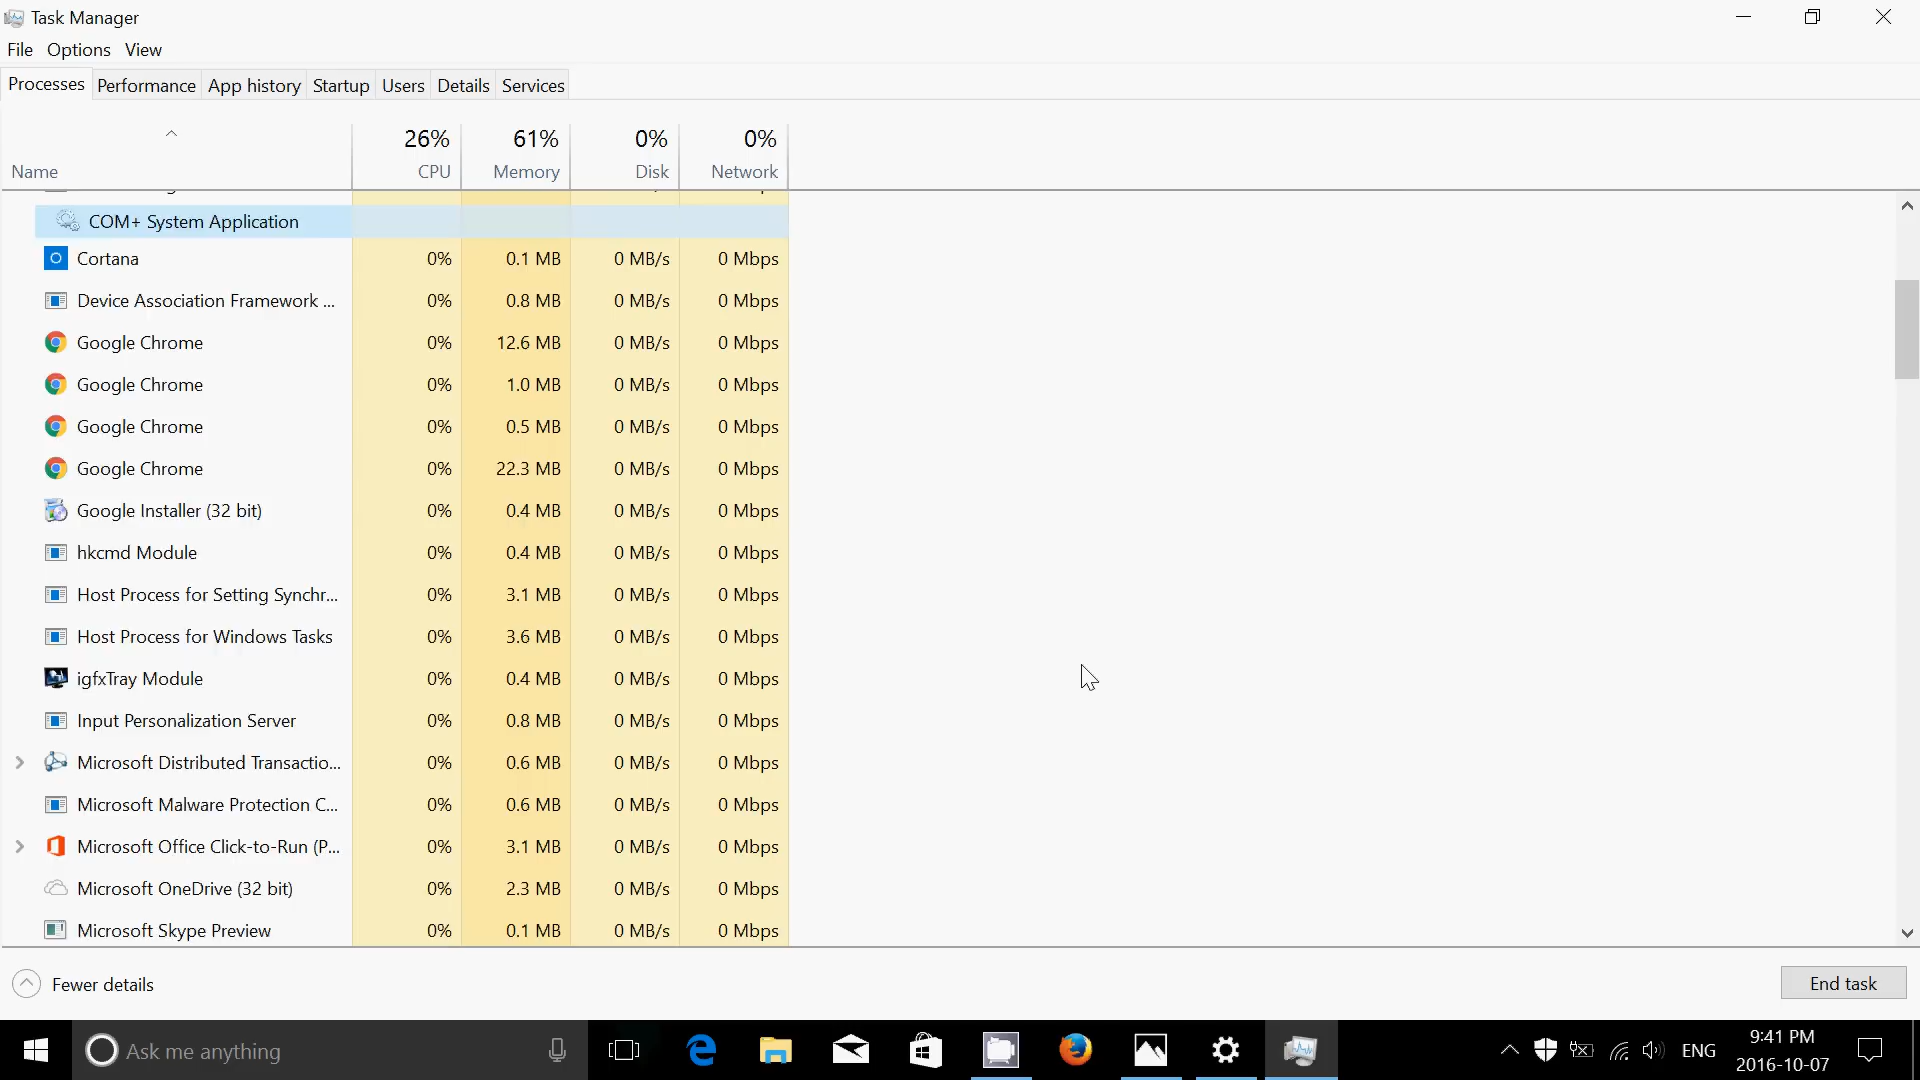 Task Manager
File Options View
Processes Performance App history Startup Users Details Services
26% 61% 0% 0%
Name CPU Memory Disk Network
COM+ System Application
Cortana 0% 0.1 MB 0 MB/s 0 Mbps
Device Association Framework ... 0% 0.8 MB 0 MB/s 0 Mbps
Google Chrome 0% 12.6 MB 0 MB/s 0 Mbps
Google Chrome 0% 1.0 MB 0 MB/s 0 Mbps
Google Chrome 0% 0.5 MB 0 MB/s 0 Mbps
Google Chrome 0% 22.3 MB 0 MB/s 0 Mbps
Google Installer (32 bit) 0% 0.4 MB 0 MB/s 0 Mbps
hkcmd Module 0% 0.4 MB 0 MB/s 0 Mbps
Host Process for Setting Synchr... 0% 3.1 MB 0 MB/s 0 Mbps
Host Process for Windows Tasks 0% 3.6 MB 0 MB/s 0 Mbps
igfxTray Module 0% 0.4 MB 0 MB/s 0 Mbps
Input Personalization Server 0% 0.8 MB 0 MB/s 0 Mbps
Microsoft Distributed Transactio... 0% 0.6 MB 0 MB/s 0 Mbps
Microsoft Malware Protection C... 0% 0.6 MB 0 MB/s 0 Mbps
Microsoft Office Click-to-Run (P... 0% 3.1 MB 0 MB/s 0 Mbps
Microsoft OneDrive (32 bit) 0% 2.3 MB 0 MB/s 0 Mbps
Microsoft Skype Preview 0% 0.1 MB 0 MB/s 0 Mbps
Fewer details End task
Ask me anything ENG 9:41 PM
2016-10-07